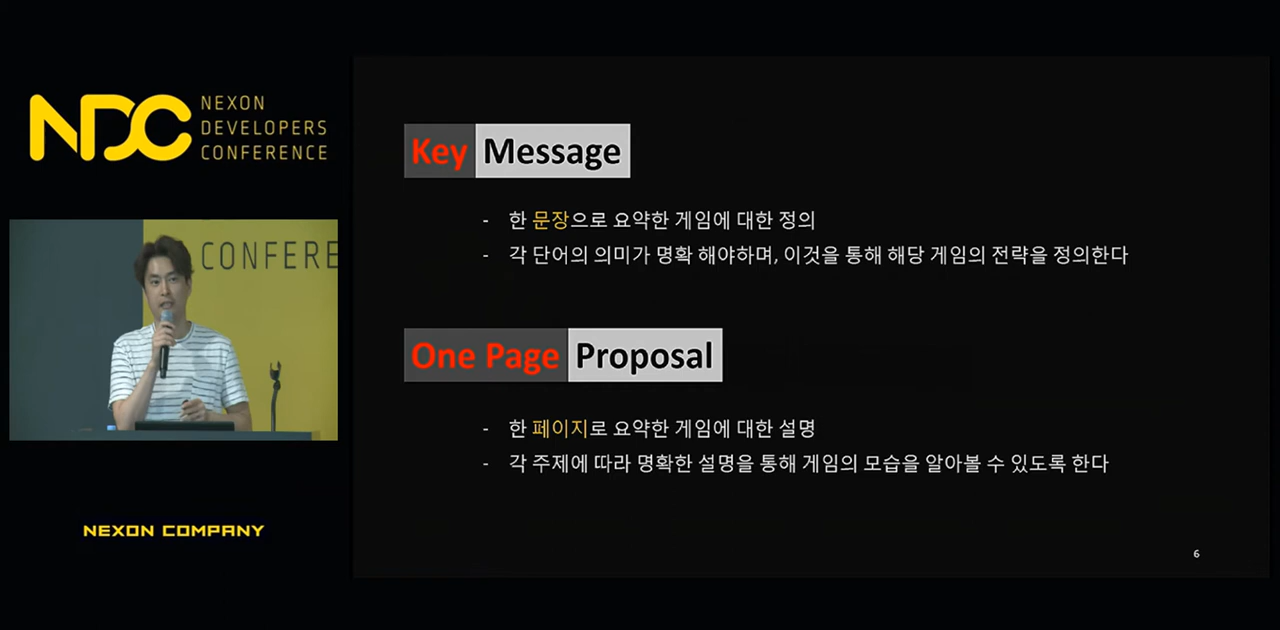 NDC
NEXON
DEVELOPERS
CONFERENCE
CONFERE
NEXON COMPANY
Key Message
- 한 문장으로 요약한 게임에 대한 정의
- 각 단어의 의미가 명확 해야하며, 이것을 통해 해당 게임의 전략을 정의한다
One Page Proposal
- 한 페이지로 요약한 게임에 대한 설명
- 각 주제에 따라 명확한 설명을 통해 게임의 모습을 알아볼 수 있도록 한다
6